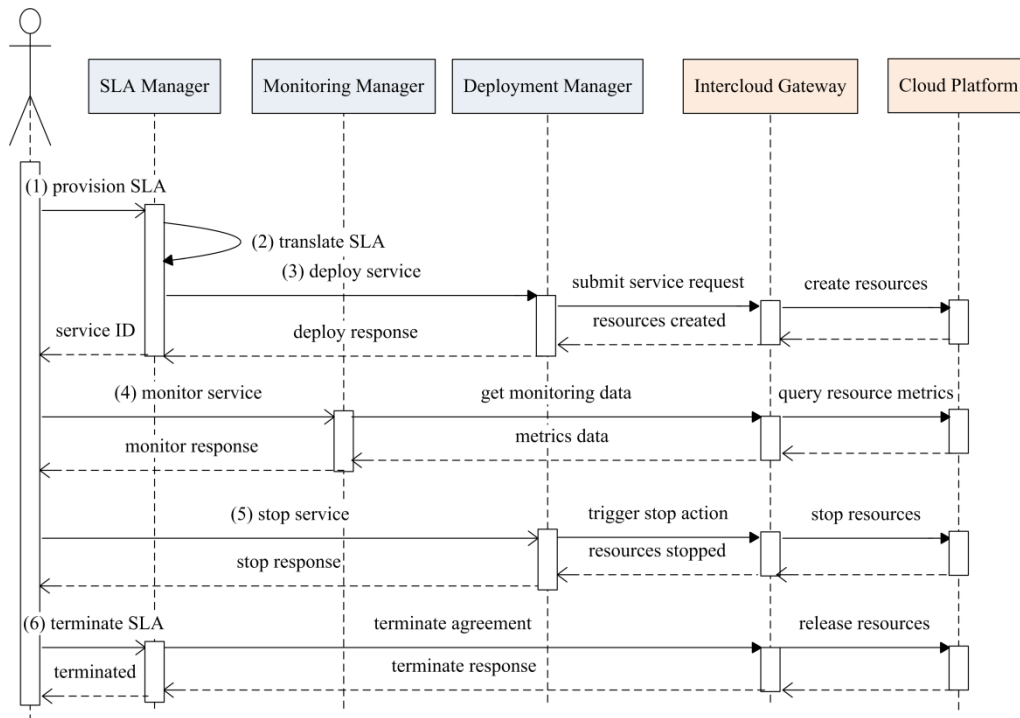 SLA Manager
Monitoring Manager
Deployment Manager
Intercloud Gateway
Cloud Platform
(1) provision SLA
(2) translate SLA
(3) deploy service
submit service request
create resources
service ID
deploy response
resources created
(4) monitor service
get monitoring data
query resource metrics
monitor response
metrics data
(5) stop service
trigger stop action
stop resources
stop response
resources stopped
(6) terminate SLA
terminate agreement
release resources
terminated
terminate response